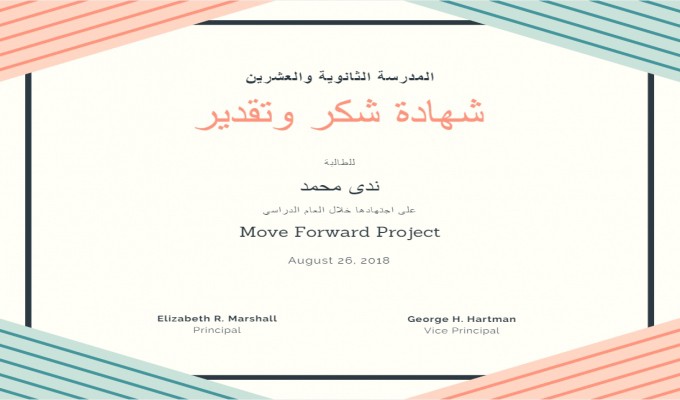 المدرسة الثانوية والعشرين
شهادة شكر وتقدير
للطالبة
ندى محمد
على اجتهادها خلال العام الدراسي
Move Forward Project
August 26, 2018
Elizabeth R. Marshall
Principal
George H. Hartman
Vice Principal